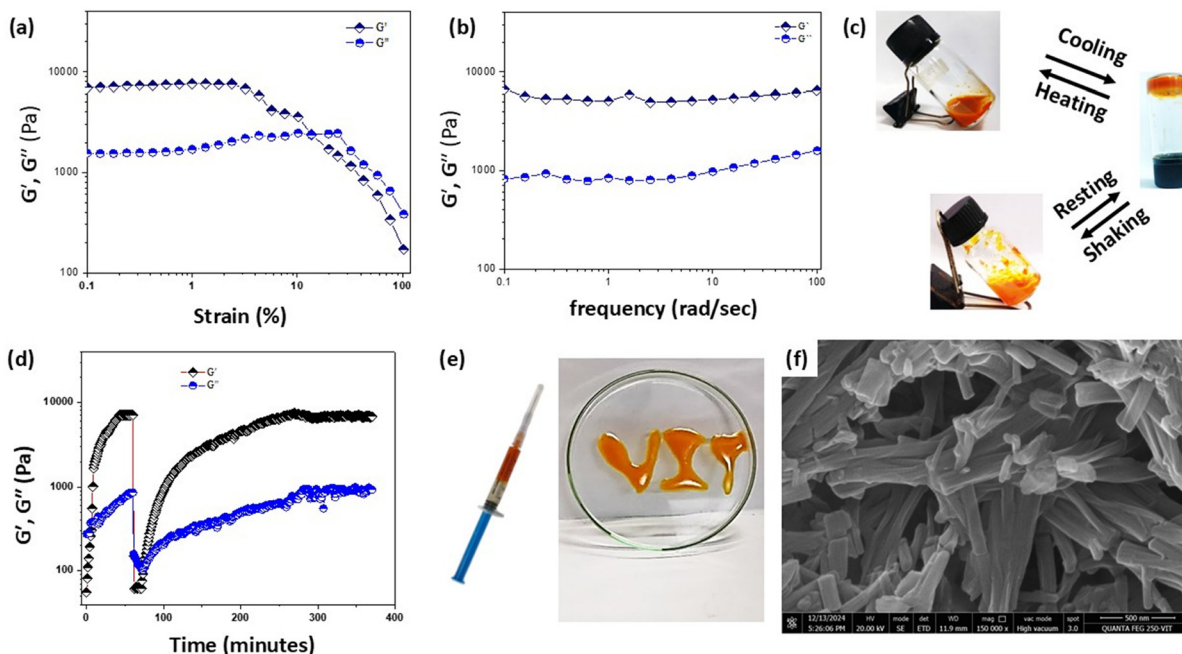 (a)
G'
G"
10000
1000
100
0.1
1
10
100
G', G'' (Pa)
Strain (%)
(b)
G`
G``
10000
1000
100
0.1
1
10
100
G', G'' (Pa)
frequency (rad/sec)
(c)
Cooling
Heating
Resting
Shaking
(d)
G'
G''
10000
1000
100
0
100
200
300
400
G', G'' (Pa)
Time (minutes)
(e)
VIT
(f)
12/13/2024 HV mode det WD mag spot vac mode 500 nm
5:26:06 PM 20.00 kV SE ETD 11.9 mm 150 000 x 3.0 High vacuum QUANTA FEG 250-VIT